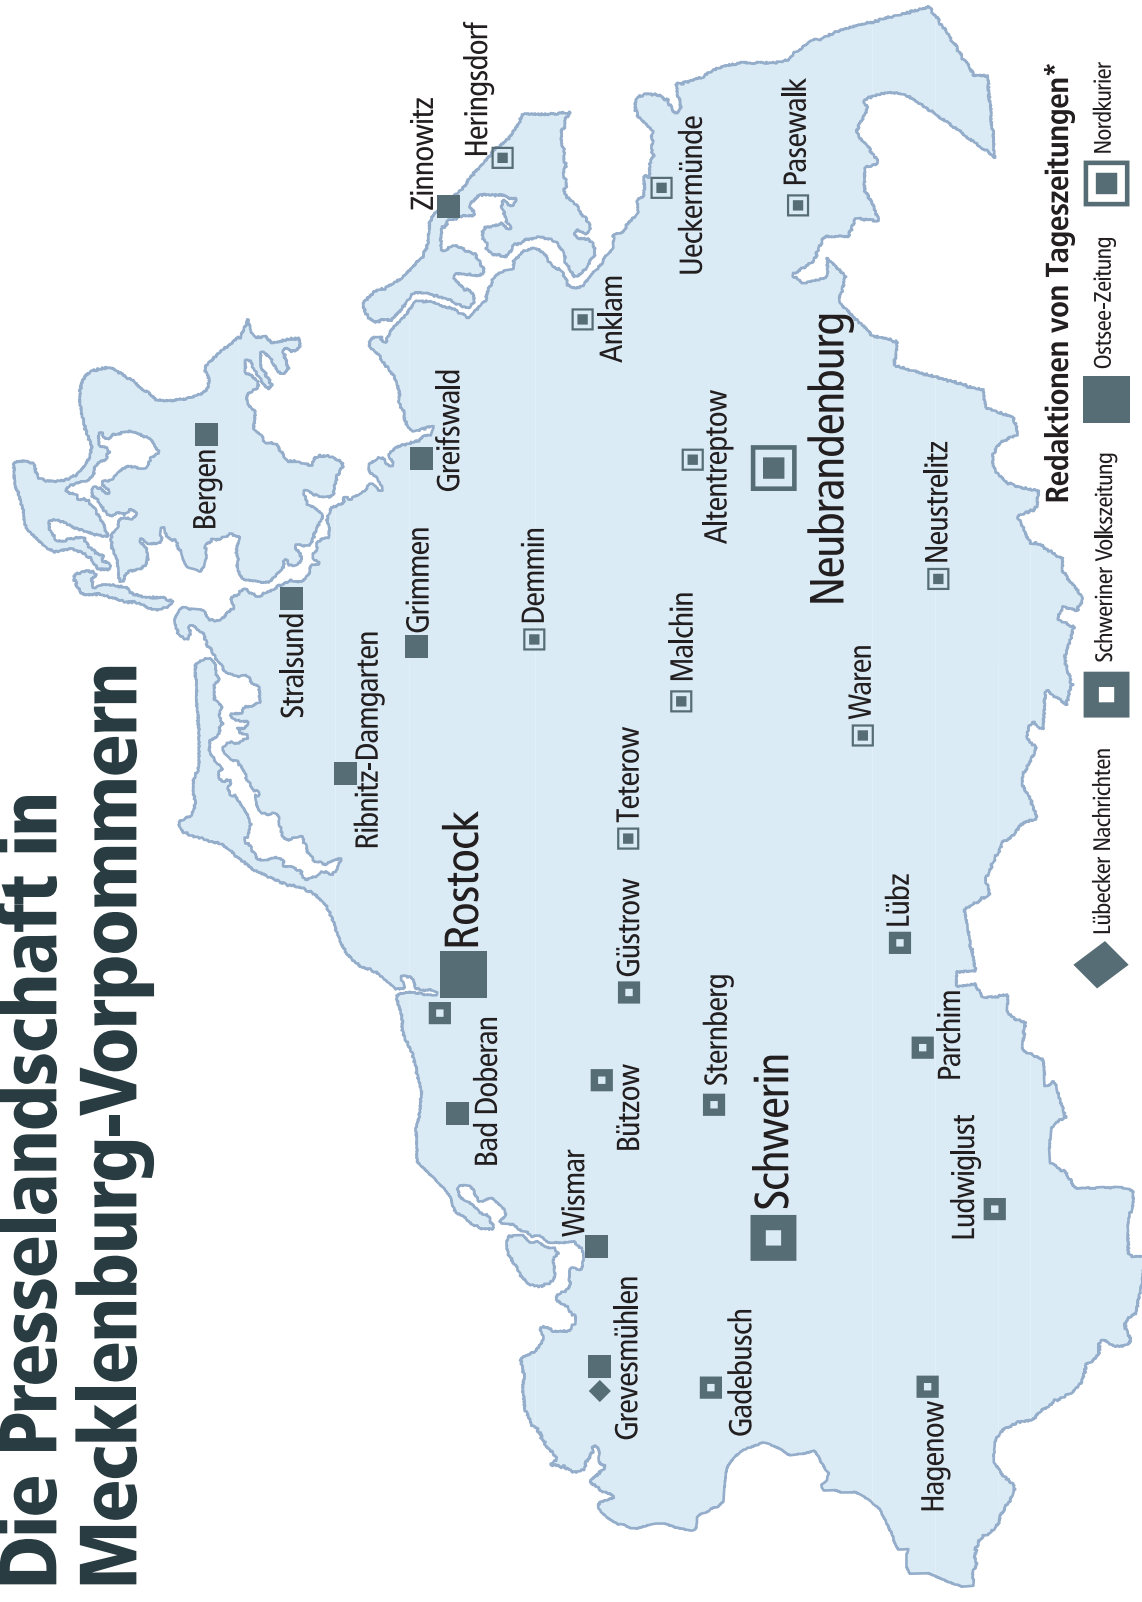 Die Presselandschaft in
Mecklenburg-Vorpommern
Bergen
Stralsund
Ribnitz-Damgarten
Zinnowitz
Grimmen
Greifswald
Heringsdorf
Rostock
Bad Doberan
Demmin
Anklam
Wismar
Grevesmühlen
Bützow
Güstrow
Teterow
Malchin
Ueckermünde
Altentreptow
Sternberg
Gadebusch
Schwerin
Pasewalk
Neubrandenburg
Waren
Lübz
Neustrelitz
Hagenow
Parchim
Ludwiglust
Redaktionen von Tageszeitungen*
Lübecker Nachrichten
Schweriner Volkszeitung
Ostsee-Zeitung
Nordkurier